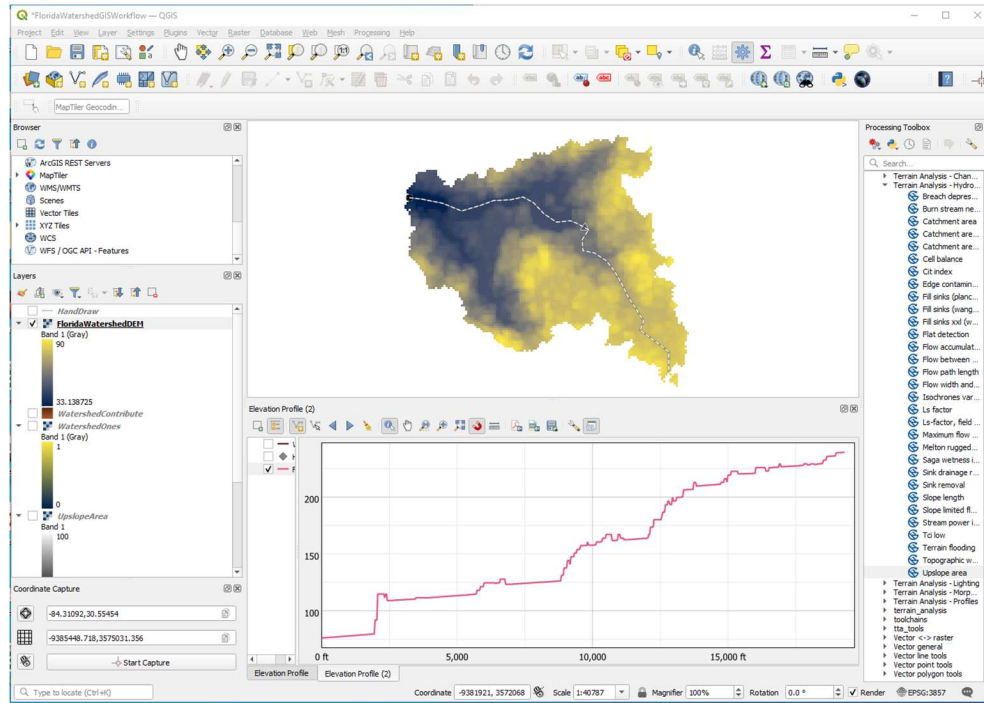 *FloridaWatershedGISWorkflow — QGIS
Project Edit View Layer Settings Plugins Vector Raster Database Web Mesh Processing Help
MapTiler Geocodin...
Browser
ArcGIS REST Servers
MapTiler
WMS/WMTS
Scenes
Vector Tiles
XYZ Tiles
WCS
WFS / OGC API - Features
Layers
HandDraw
FloridaWatershedDEM
Band 1 (Gray)
90
33.138725
WatershedContribute
WatershedOnes
Band 1 (Gray)
1
0
UpslopeArea
Band 1
100
Coordinate Capture
-84.31092,30.55454
-9385448.718,3575031.356
Start Capture
Elevation Profile (2)
200
150
100
0 ft 5,000 10,000 15,000 ft
Elevation Profile Elevation Profile (2)
Processing Toolbox
Search...
Terrain Analysis - Chan...
Terrain Analysis - Hydro...
Breach depres...
Burn stream ne...
Catchment area
Catchment are...
Catchment are...
Cell balance
Cit index
Edge contamin...
Fill sinks (planc...
Fill sinks (wang...
Fill sinks xxl (w...
Flat detection
Flow accumulat...
Flow between ...
Flow path length
Flow width and...
Isochrones var...
Ls factor
Ls-factor, field ...
Maximum flow ...
Melton rugged...
Saga wetness i...
Sink drainage r...
Sink removal
Slope length
Slope limited fl...
Stream power i...
Tci low
Terrain flooding
Topographic w...
Upslope area
Terrain Analysis - Lighting
Terrain Analysis - Morp...
Terrain Analysis - Profiles
terrain_analysis
toolchains
tta_tools
Vector <-> raster
Vector general
Vector line tools
Vector point tools
Vector polygon tools
Type to locate (Ctrl+K) Coordinate -9381921, 3572068 Scale 1:40787 Magnifier 100% Rotation 0.0 ° Render EPSG:3857